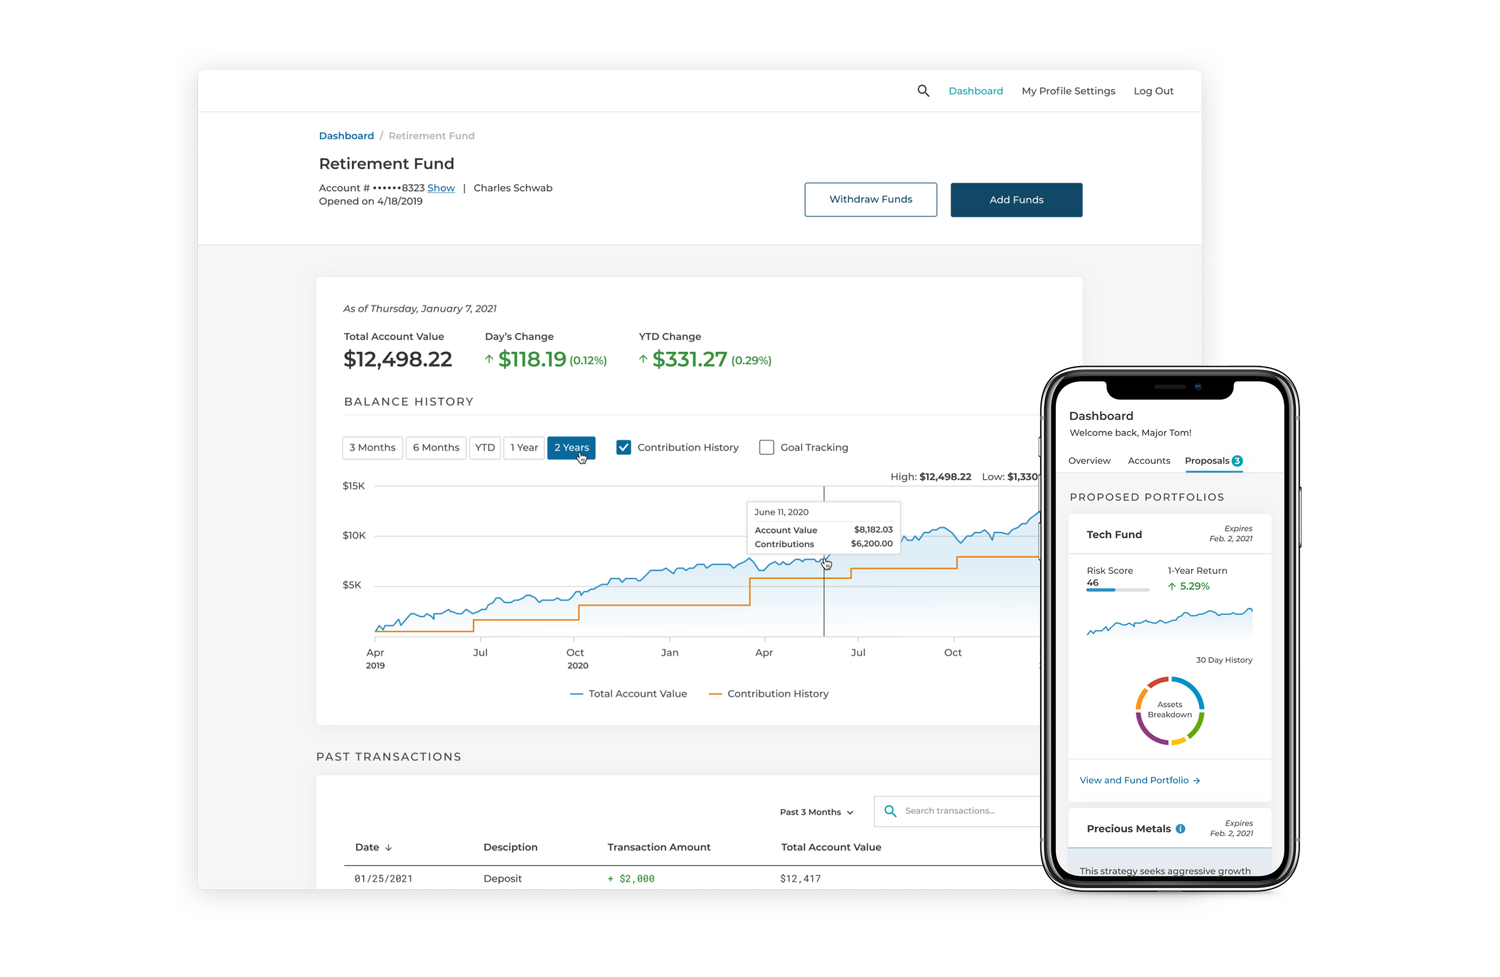 Dashboard My Profile Settings Log Out
Dashboard / Retirement Fund
Retirement Fund
Account # ••••••8323 Show | Charles Schwab
Opened on 4/18/2019
Withdraw Funds Add Funds
As of Thursday, January 7, 2021
Total Account Value Day's Change YTD Change
$12,498.22 ↑ $118.19 (0.12%) ↑ $331.27 (0.29%)
BALANCE HISTORY
3 Months 6 Months YTD 1 Year 2 Years Contribution History Goal Tracking
High: $12,498.22 Low: $1,330
$15K
$10K
$5K
June 11, 2020
Account Value $8,182.03
Contributions $6,200.00
Apr Jul Oct Jan Apr Jul Oct
2019 2020
Total Account Value Contribution History
PAST TRANSACTIONS
Past 3 Months Search transactions...
Date ↓ Desciption Transaction Amount Total Account Value
01/25/2021 Deposit + $2,000 $12,417
Dashboard
Welcome back, Major Tom!
Overview Accounts Proposals 3
PROPOSED PORTFOLIOS
Tech Fund
Expires
Feb. 2, 2021
Risk Score 1-Year Return
46 ↑ 5.29%
30 Day History
Assets
Breakdown
View and Fund Portfolio →
Precious Metals i
Expires
Feb. 2, 2021
This strategy seeks aggressive growth